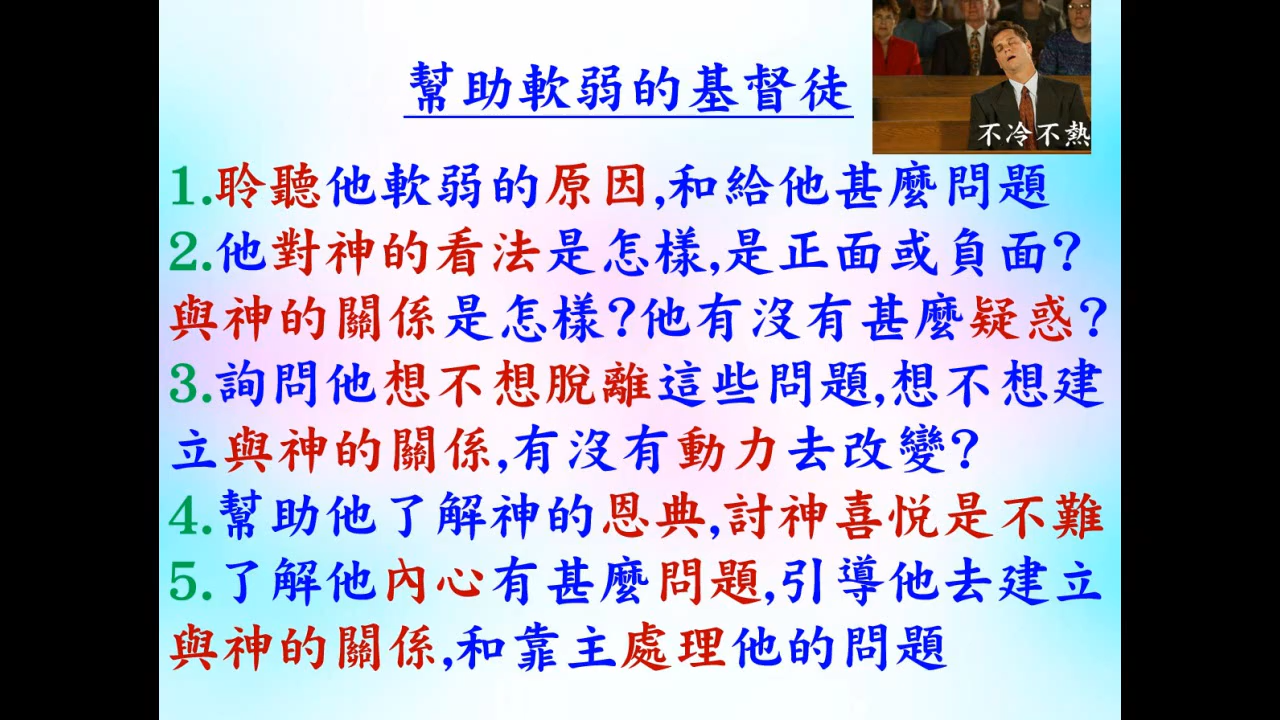 幫助軟弱的基督徒
不冷不熱
1.聆聽他軟弱的原因,和給他甚麼問題
2.他對神的看法是怎樣,是正面或負面?
與神的關係是怎樣?他有沒有甚麼疑惑?
3.詢問他想不想脫離這些問題,想不想建
立與神的關係,有沒有動力去改變?
4.幫助他了解神的恩典,討神喜悅是不難
5.了解他內心有甚麼問題,引導他去建立
與神的關係,和靠主處理他的問題